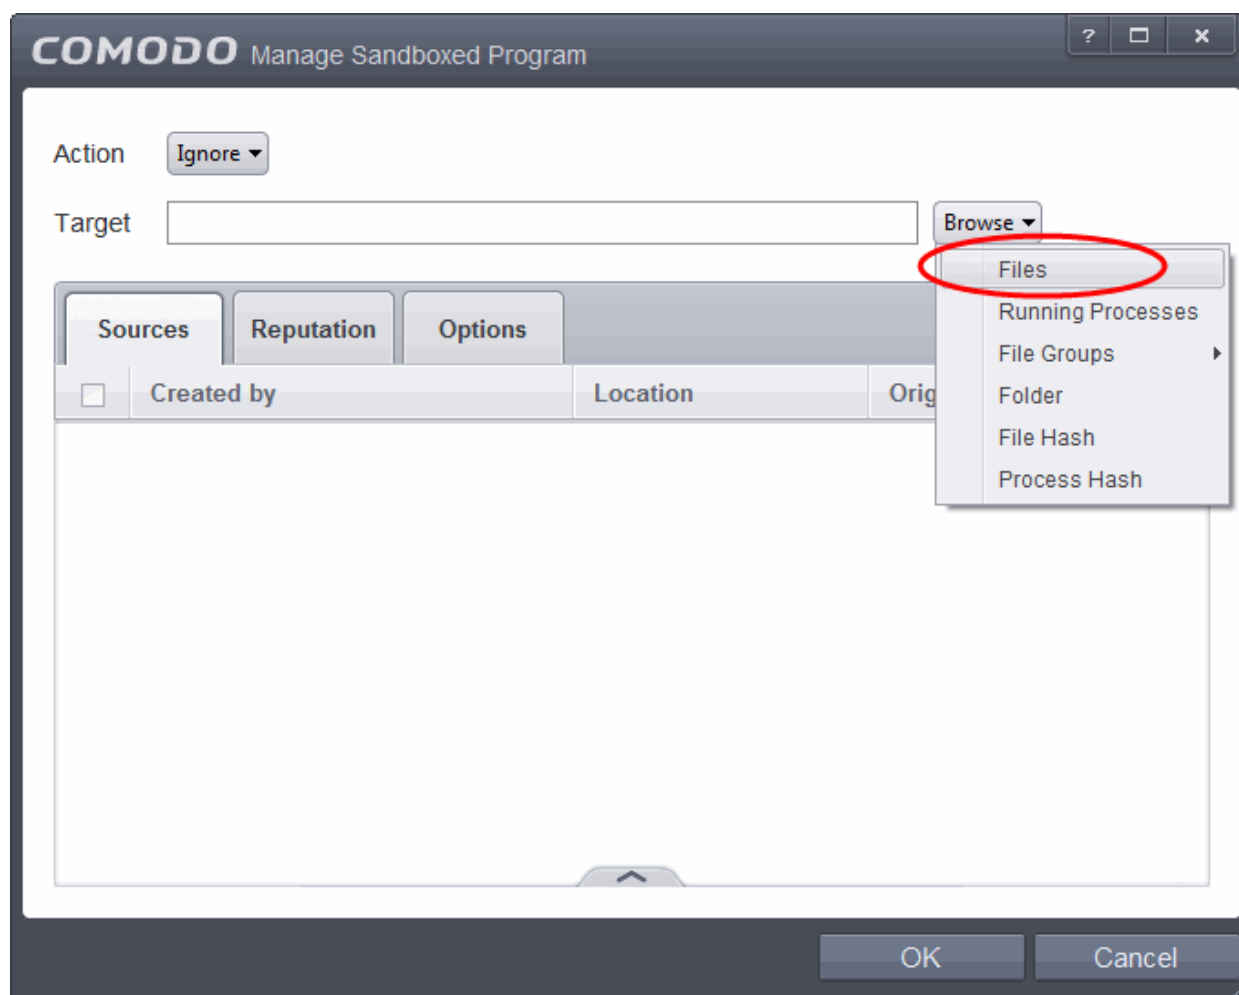 COMODO Manage Sandboxed Program
?
Action Ignore
Target Browse
Files
Running Processes
File Groups
Folder
File Hash
Process Hash
Sources Reputation Options
Created by Location Orig
OK Cancel